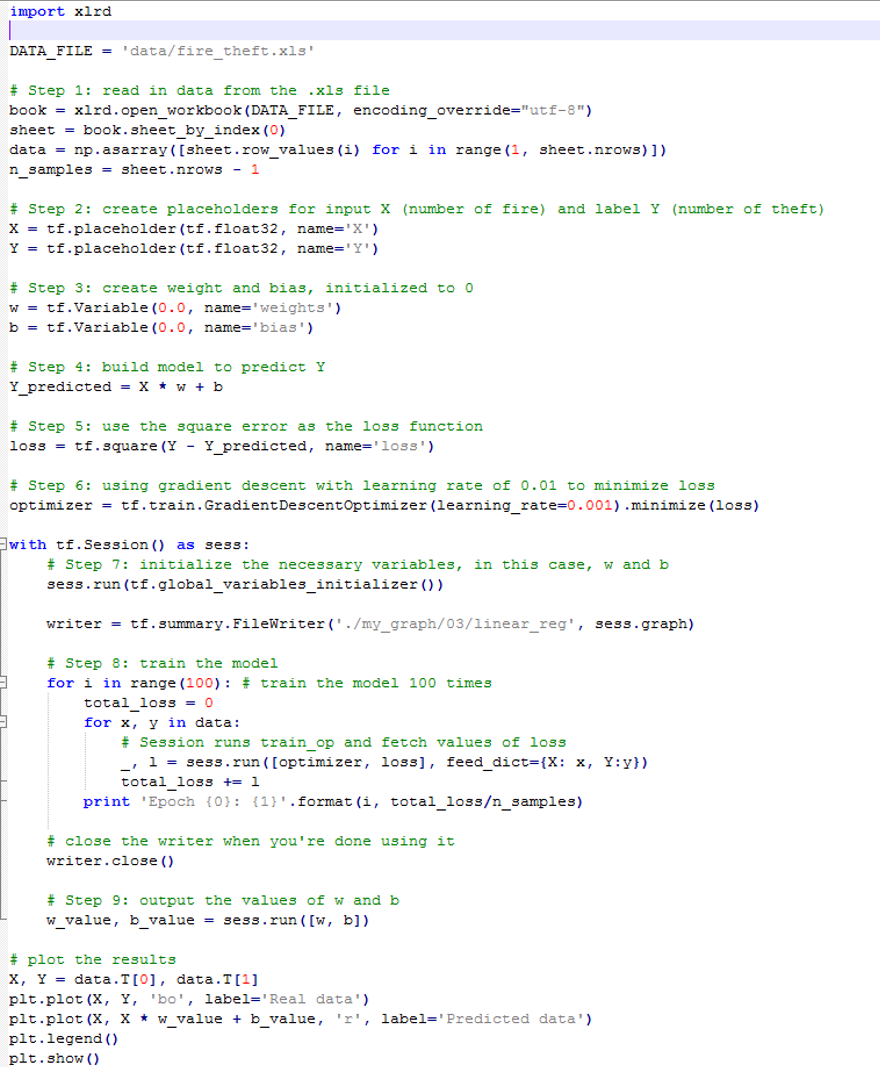 import xlrd
DATA_FILE = 'data/fire_theft.xls'
# Step 1: read in data from the .xls file
book = xlrd.open_workbook(DATA_FILE, encoding_override="utf-8")
sheet = book.sheet_by_index(0)
data = np.asarray([sheet.row_values(i) for i in range(1, sheet.nrows)])
n_samples = sheet.nrows - 1
# Step 2: create placeholders for input X (number of fire) and label Y (number of theft)
X = tf.placeholder(tf.float32, name='X')
Y = tf.placeholder(tf.float32, name='Y')
# Step 3: create weight and bias, initialized to 0
w = tf.Variable(0.0, name='weights')
b = tf.Variable(0.0, name='bias')
# Step 4: build model to predict Y
Y_predicted = X * w + b
# Step 5: use the square error as the loss function
loss = tf.square(Y - Y_predicted, name='loss')
# Step 6: using gradient descent with learning rate of 0.01 to minimize loss
optimizer = tf.train.GradientDescentOptimizer(learning_rate=0.001).minimize(loss)
with tf.Session() as sess:
    # Step 7: initialize the necessary variables, in this case, w and b
    sess.run(tf.global_variables_initializer())
    writer = tf.summary.FileWriter('./my_graph/03/linear_reg', sess.graph)
    # Step 8: train the model
    for i in range(100): # train the model 100 times
        total_loss = 0
        for x, y in data:
            # Session runs train_op and fetch values of loss
            _, l = sess.run([optimizer, loss], feed_dict={X: x, Y:y})
            total_loss += l
        print 'Epoch {0}: {1}'.format(i, total_loss/n_samples)
    # close the writer when you're done using it
    writer.close()
    # Step 9: output the values of w and b
    w_value, b_value = sess.run([w, b])
# plot the results
X, Y = data.T[0], data.T[1]
plt.plot(X, Y, 'bo', label='Real data')
plt.plot(X, X * w_value + b_value, 'r', label='Predicted data')
plt.legend()
plt.show()